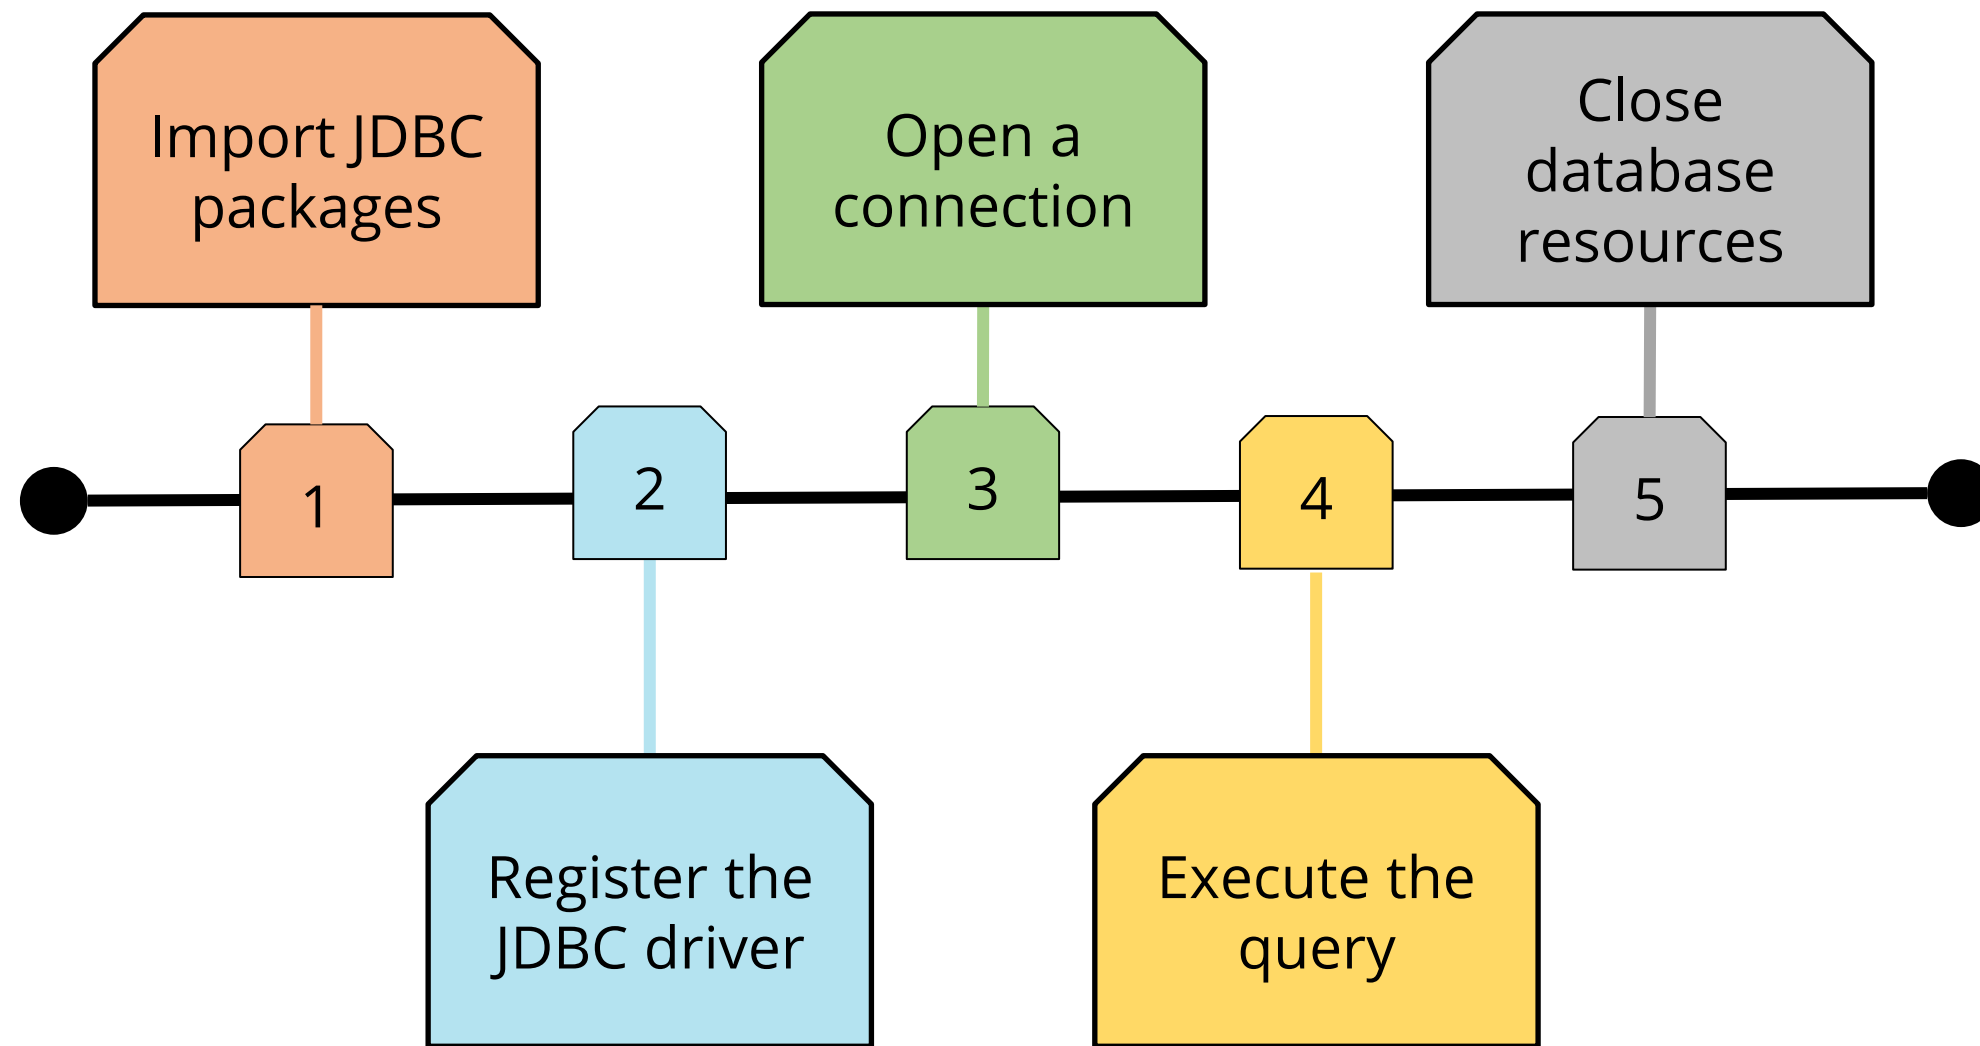 Import JDBC
packages
Open a
connection
Close
database
resources
1
2
3
4
5
Register the
JDBC driver
Execute the
query